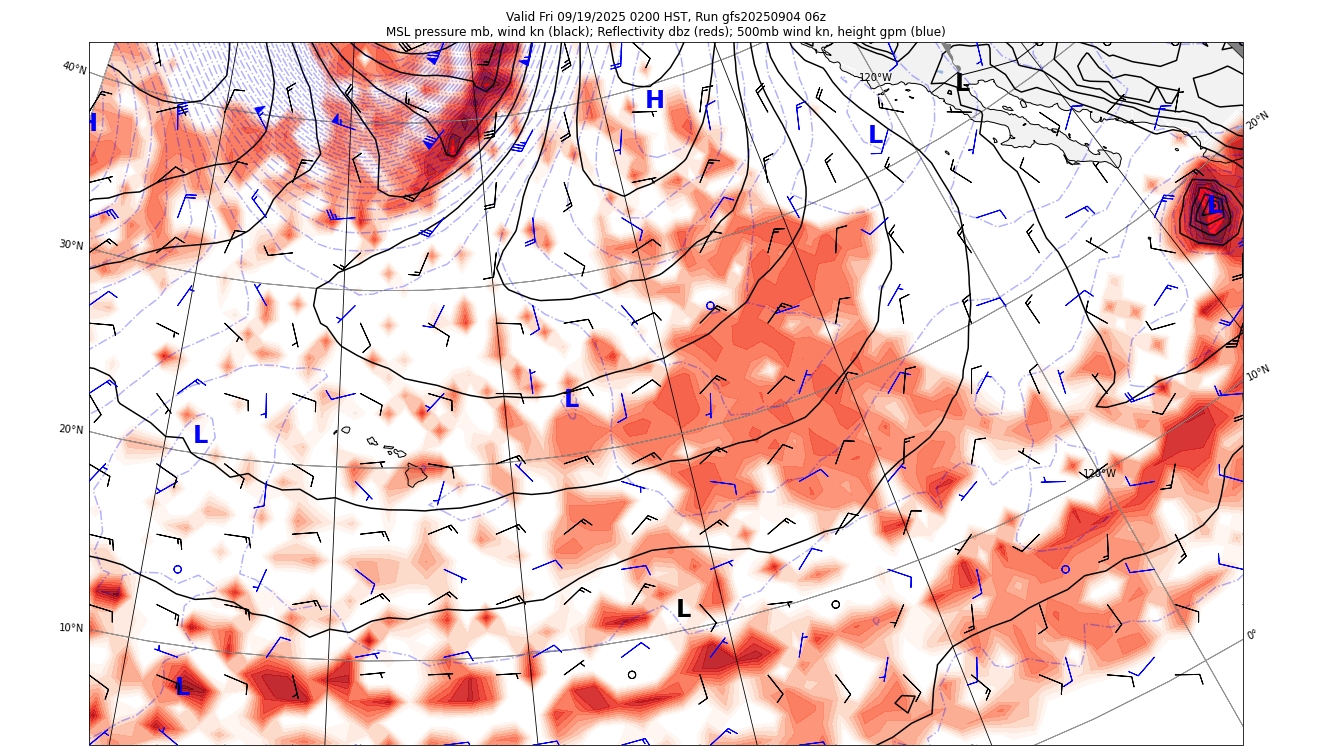 Valid Fri 09/19/2025 0200 HST, Run gfs20250904 06z
MSL pressure mb, wind kn (black); Reflectivity dbz (reds); 500mb wind kn, height gpm (blue)
40°N
120°W
L
H
H
L
20°N
L
30°N
10°N
L
20°N
L
120°W
L
10°N
0°
L